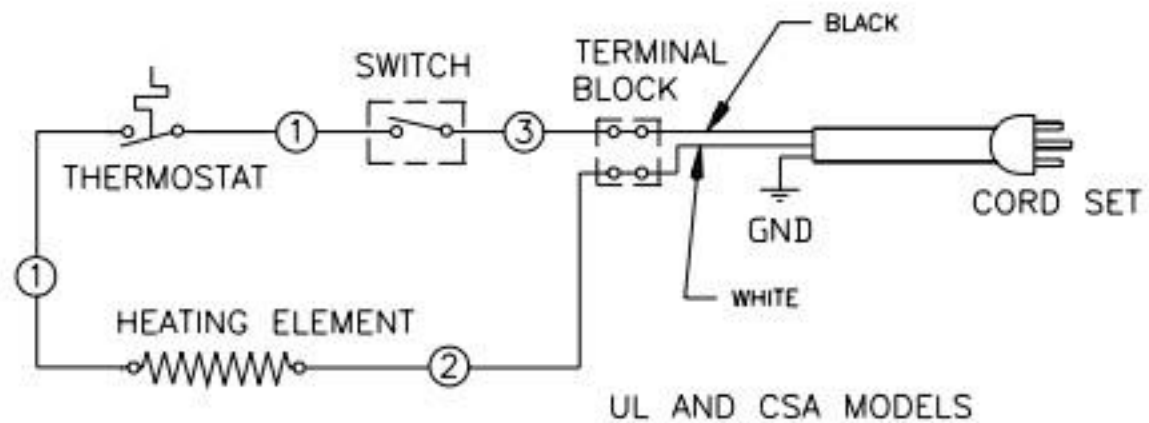 BLACK
TERMINAL
BLOCK
SWITCH
1
3
THERMOSTAT
CORD SET
GND
1
WHITE
HEATING ELEMENT
2
UL AND CSA MODELS